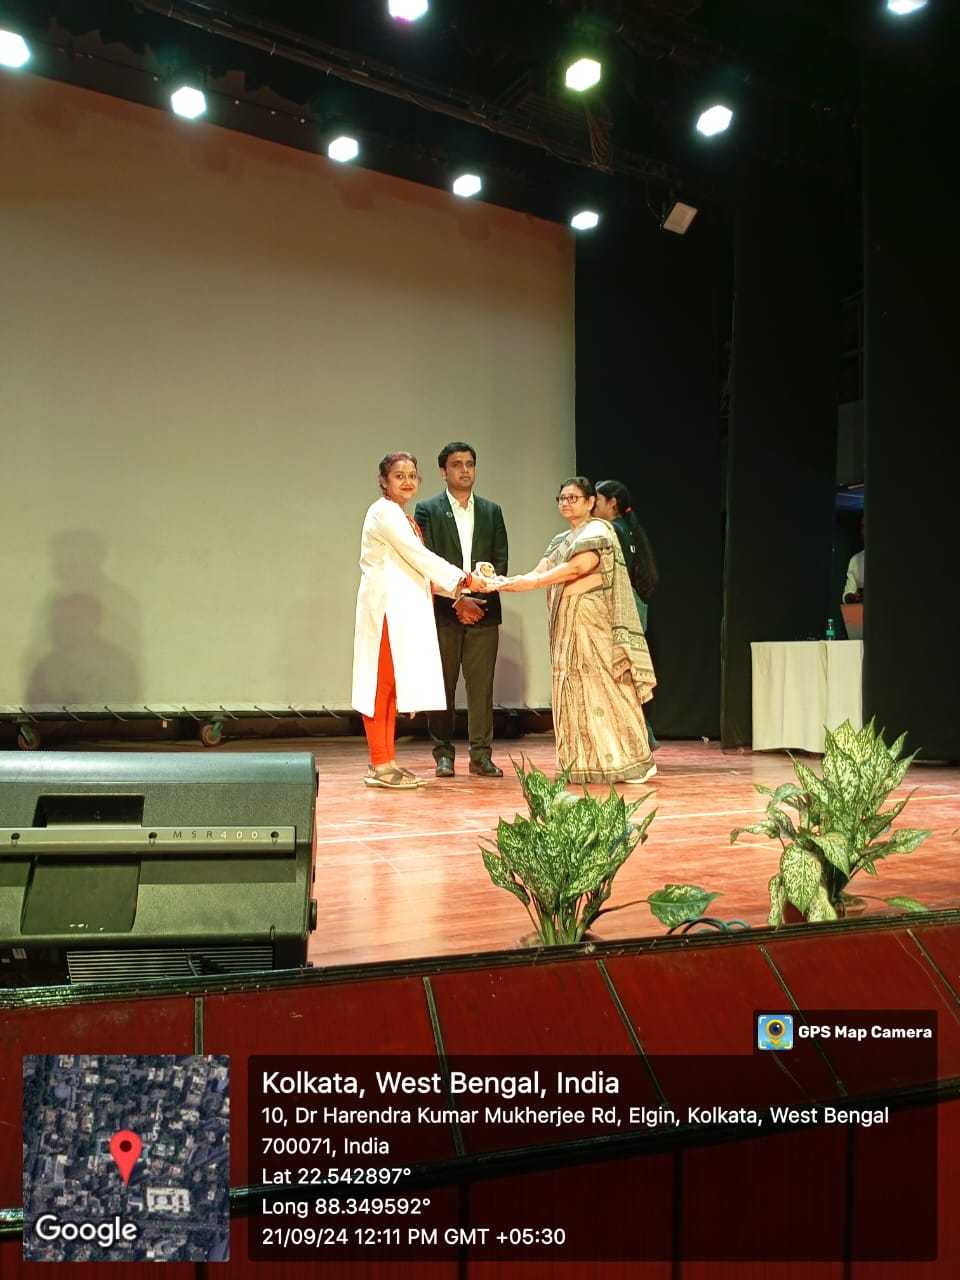 MSR400
GPS Map Camera
Kolkata, West Bengal, India
10, Dr Harendra Kumar Mukherjee Rd, Elgin, Kolkata, West Bengal
700071, India
Lat 22.542897°
Long 88.349592°
21/09/24 12:11 PM GMT +05:30
Google